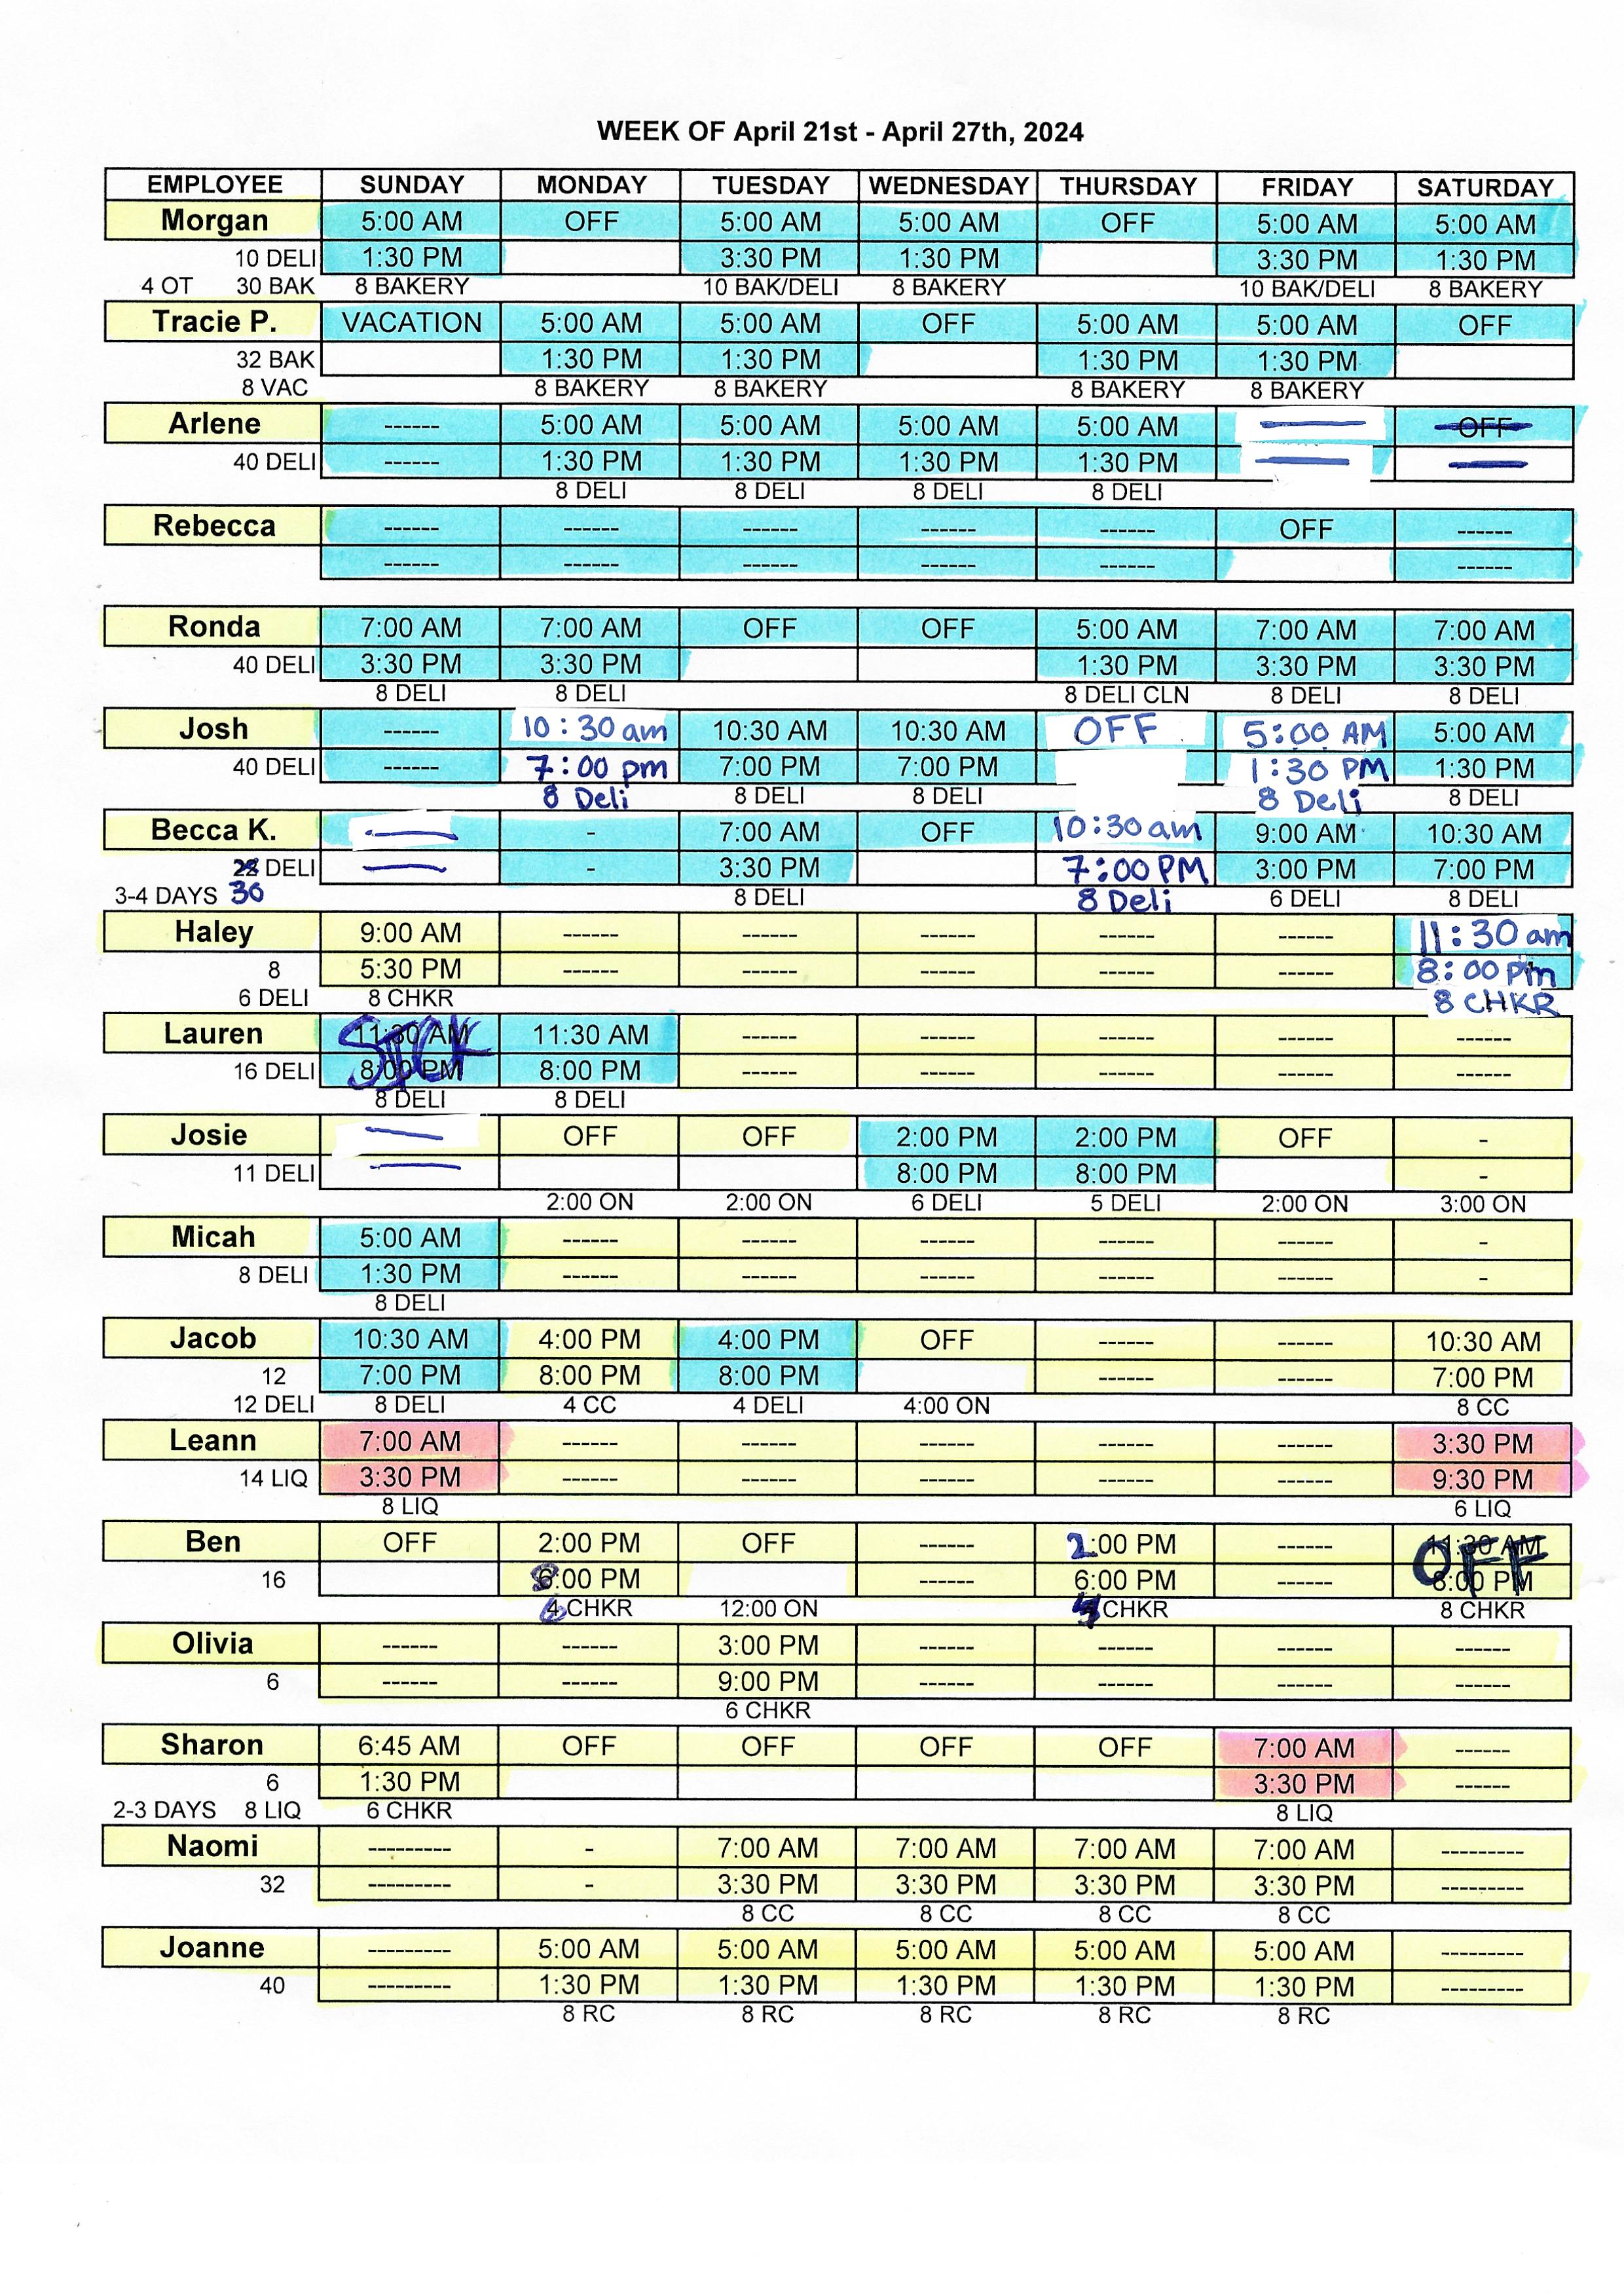 WEEK OF April 21st - April 27th, 2024
EMPLOYEE SUNDAY MONDAY TUESDAY WEDNESDAY THURSDAY FRIDAY SATURDAY
Morgan 5:00 AM OFF 5:00 AM 5:00 AM OFF 5:00 AM 5:00 AM
10 DELI 1:30 PM 3:30 PM 1:30 PM 3:30 PM 1:30 PM
4 OT 30 BAK 8 BAKERY 10 BAK/DELI 8 BAKERY 10 BAK/DELI 8 BAKERY
Tracie P. VACATION 5:00 AM 5:00 AM OFF 5:00 AM 5:00 AM OFF
32 BAK 1:30 PM 1:30 PM 1:30 PM 1:30 PM
8 VAC 8 BAKERY 8 BAKERY 8 BAKERY 8 BAKERY
Arlene ------ 5:00 AM 5:00 AM 5:00 AM 5:00 AM — OFF
40 DELI ------ 1:30 PM 1:30 PM 1:30 PM 1:30 PM — —
8 DELI 8 DELI 8 DELI 8 DELI
Rebecca ------ ------ ------ ------ ------ OFF ------
------ ------ ------ ------ ------ ------
Ronda 7:00 AM 7:00 AM OFF OFF 5:00 AM 7:00 AM 7:00 AM
40 DELI 3:30 PM 3:30 PM 1:30 PM 3:30 PM 3:30 PM
8 DELI 8 DELI 8 DELI CLN 8 DELI 8 DELI
Josh ------ 10:30 am 10:30 AM 10:30 AM OFF 5:00 AM 5:00 AM
40 DELI ------ 7:00 pm 7:00 PM 7:00 PM 1:30 PM 1:30 PM
8 Deli 8 DELI 8 DELI 8 Deli 8 DELI
Becca K. — - 7:00 AM OFF 10:30am 9:00 AM 10:30 AM
DELI — - 3:30 PM 7:00 PM 3:00 PM 7:00 PM
3-4 DAYS 30 8 DELI 8 Deli 6 DELI 8 DELI
Haley 9:00 AM ------ ------ ------ ------ ------ 11:30 am
8 5:30 PM ------ ------ ------ ------ ------ 8:00 pm
6 DELI 8 CHKR 8 CHKR
Lauren 11:30 AM SICK 11:30 AM ------ ------ ------ ------ ------
16 DELI 8:00 PM 8:00 PM ------ ------ ------ ------ ------
8 DELI 8 DELI
Josie — OFF OFF 2:00 PM 2:00 PM OFF -
11 DELI — 8:00 PM 8:00 PM -
2:00 ON 2:00 ON 6 DELI 5 DELI 2:00 ON 3:00 ON
Micah 5:00 AM ------ ------ ------ ------ ------ -
8 DELI 1:30 PM ------ ------ ------ ------ ------ -
8 DELI
Jacob 10:30 AM 4:00 PM 4:00 PM OFF ------ ------ 10:30 AM
12 7:00 PM 8:00 PM 8:00 PM ------ ------ 7:00 PM
12 DELI 8 DELI 4 CC 4 DELI 4:00 ON 8 CC
Leann 7:00 AM ------ ------ ------ ------ ------ 3:30 PM
14 LIQ 3:30 PM ------ ------ ------ ------ ------ 9:30 PM
8 LIQ 6 LIQ
Ben OFF 2:00 PM OFF ------ 2:00 PM ------ 11:30 AM OFF
16 8:00 PM ------ 6:00 PM ------ 8:00 PM
6 CHKR 12:00 ON 4 CHKR 8 CHKR
Olivia ------ ------ 3:00 PM ------ ------ ------ ------
6 ------ ------ 9:00 PM ------ ------ ------ ------
6 CHKR
Sharon 6:45 AM OFF OFF OFF OFF 7:00 AM ------
6 1:30 PM 3:30 PM ------
2-3 DAYS 8 LIQ 6 CHKR 8 LIQ
Naomi --------- - 7:00 AM 7:00 AM 7:00 AM 7:00 AM ---------
32 --------- - 3:30 PM 3:30 PM 3:30 PM 3:30 PM ---------
8 CC 8 CC 8 CC 8 CC
Joanne --------- 5:00 AM 5:00 AM 5:00 AM 5:00 AM 5:00 AM ---------
40 --------- 1:30 PM 1:30 PM 1:30 PM 1:30 PM 1:30 PM ---------
8 RC 8 RC 8 RC 8 RC 8 RC